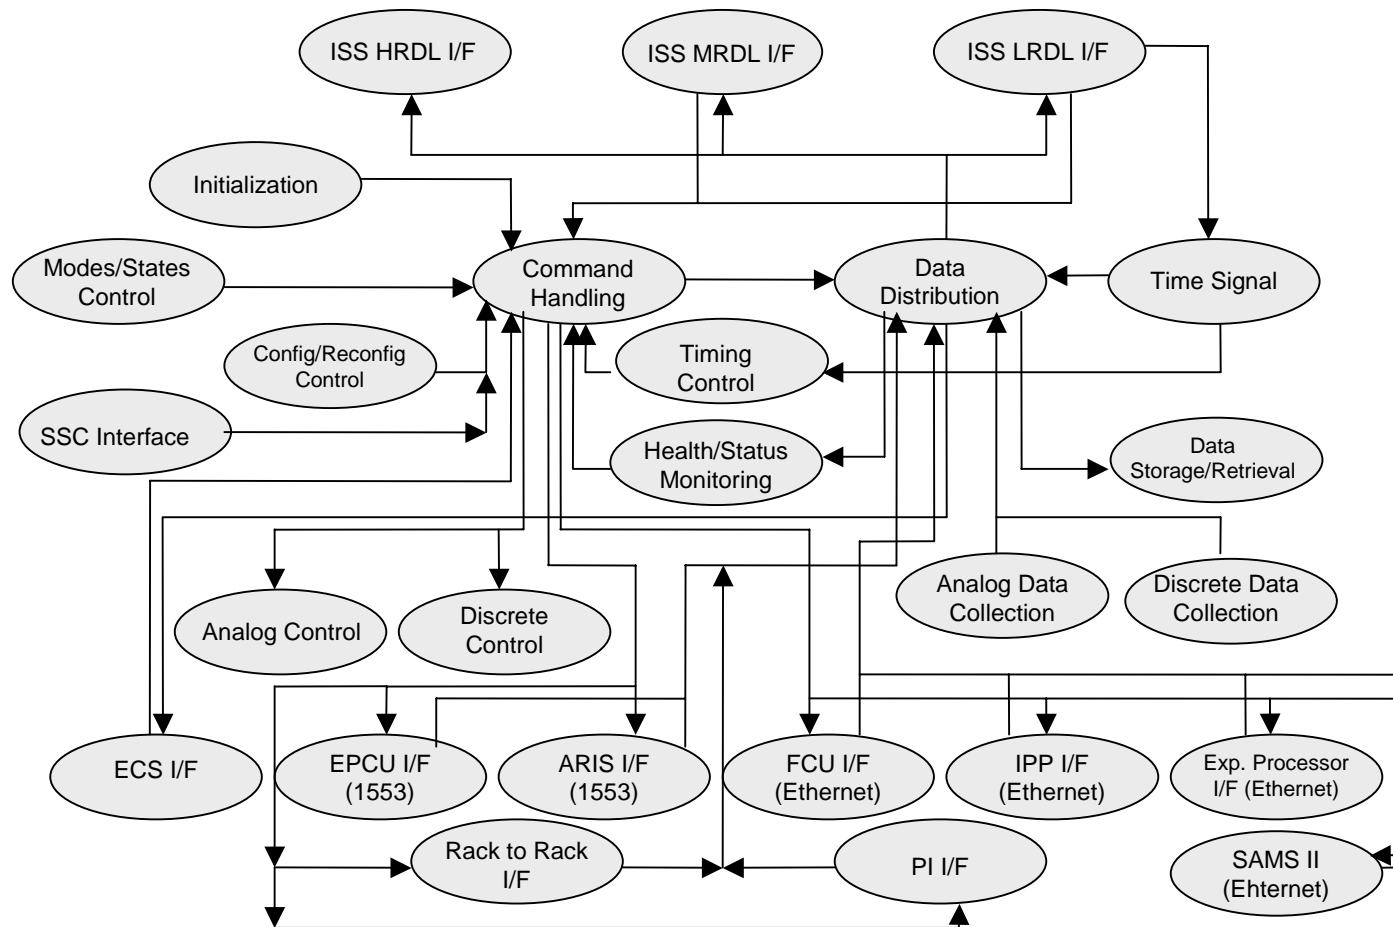 ISS HRDL I/F
ISS MRDL I/F
ISS LRDL I/F
Initialization
Modes/States
Control
Command
Handling
Data
Distribution
Time Signal
Config/Reconfig
Control
Timing
Control
SSC Interface
Health/Status
Monitoring
Data
Storage/Retrieval
Analog Data
Collection
Discrete Data
Collection
Analog Control
Discrete
Control
ECS I/F
EPCU I/F
(1553)
ARIS I/F
(1553)
FCU I/F
(Ethernet)
IPP I/F
(Ethernet)
Exp. Processor
I/F (Ethernet)
Rack to Rack
I/F
PI I/F
SAMS II
(Ehternet)